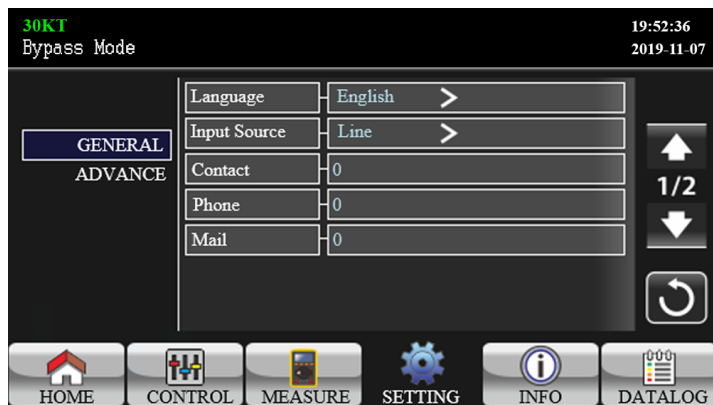 30KT 19:52:36
Bypass Mode 2019-11-07
Language English >
GENERAL Input Source Line >
ADVANCE Contact 0
Phone 0
Mail 0
1/2
HOME CONTROL MEASURE SETTING INFO DATALOG